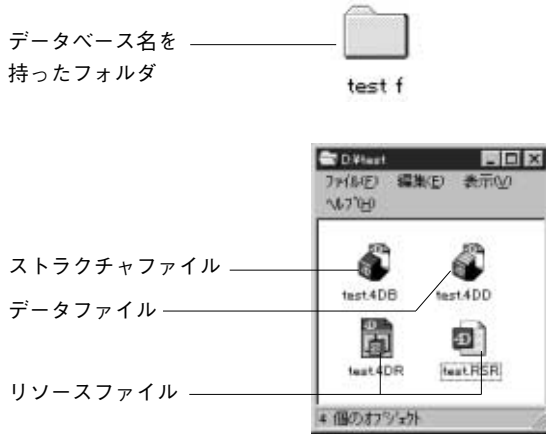 データベース名を
持ったフォルダ
test f
D:¥test
ファイル(F) 編集(E) 表示(V)
ヘルプ(H)
ストラクチャファイル
test.4DB test.4DD
データファイル
test.4DR test.RSR
リソースファイル
4 個のオブジェクト